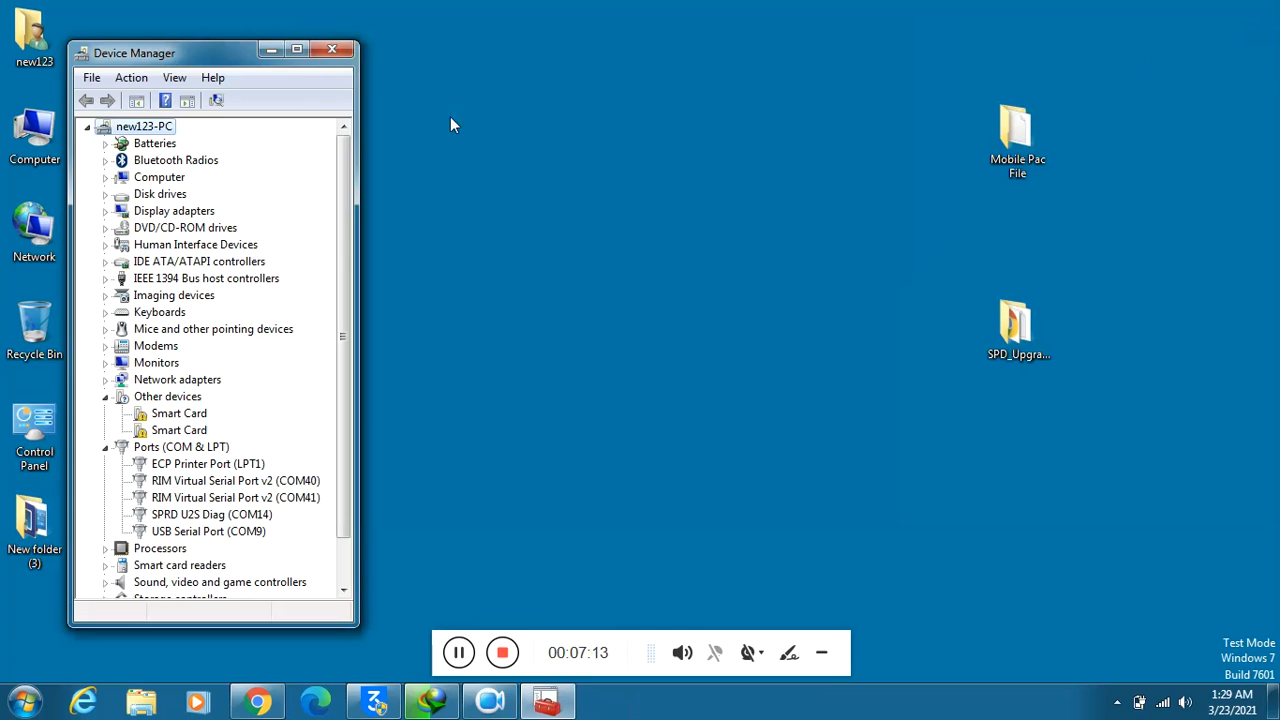 new123
Computer
Network
Recycle Bin
Control
Panel
New folder
(3)
Device Manager
File Action View Help
new123-PC
Batteries
Bluetooth Radios
Computer
Disk drives
Display adapters
DVD/CD-ROM drives
Human Interface Devices
IDE ATA/ATAPI controllers
IEEE 1394 Bus host controllers
Imaging devices
Keyboards
Mice and other pointing devices
Modems
Monitors
Network adapters
Other devices
Smart Card
Smart Card
Ports (COM & LPT)
ECP Printer Port (LPT1)
RIM Virtual Serial Port v2 (COM40)
RIM Virtual Serial Port v2 (COM41)
SPRD U2S Diag (COM14)
USB Serial Port (COM9)
Processors
Smart card readers
Sound, video and game controllers
Storage controllers
Mobile Pac
File
SPD_Upgra...
00:07:13
Test Mode
Windows 7
Build 7601
1:29 AM
3/23/2021